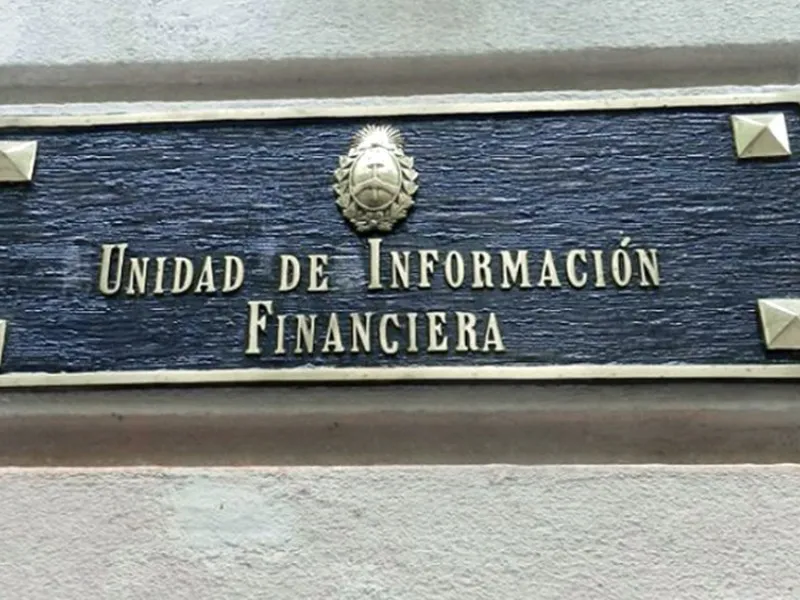 UNIDAD DE INFORMACIÓN
FINANCIERA